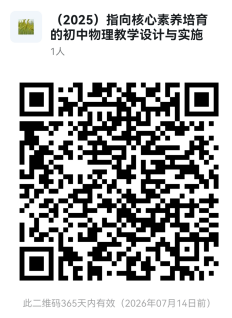 （2025）指向核心素养培育
的初中物理教学设计与实施
1人
此二维码365天内有效（2026年07月14日前）